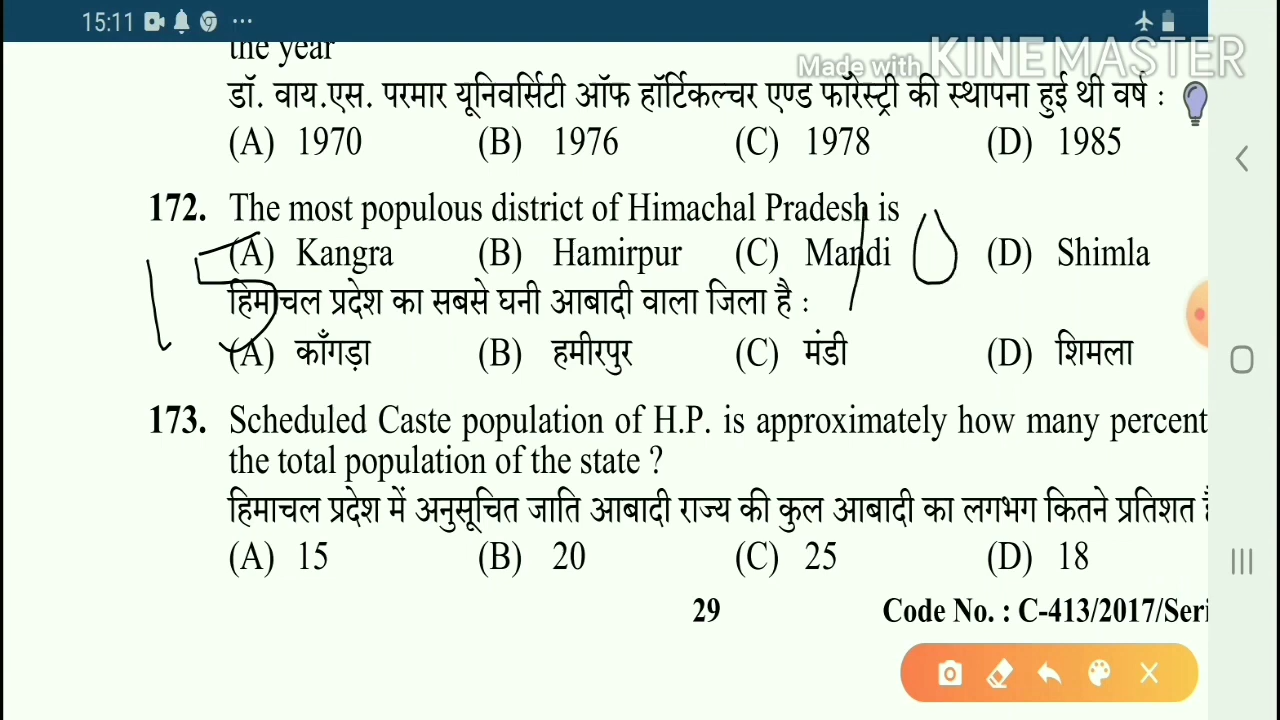 15:11
Made with KINEMASTER
the year
डॉ. वाय.एस. परमार यूनिवर्सिटी ऑफ हॉर्टिकल्चर एण्ड फॉरेस्ट्री की स्थापना हुई थी वर्ष :
(A) 1970 (B) 1976 (C) 1978 (D) 1985
172. The most populous district of Himachal Pradesh is
(A) Kangra (B) Hamirpur (C) Mandi (D) Shimla
हिमाचल प्रदेश का सबसे घनी आबादी वाला जिला है :
(A) काँगड़ा (B) हमीरपुर (C) मंडी (D) शिमला
173. Scheduled Caste population of H.P. is approximately how many percent
the total population of the state ?
हिमाचल प्रदेश में अनुसूचित जाति आबादी राज्य की कुल आबादी का लगभग कितने प्रतिशत
(A) 15 (B) 20 (C) 25 (D) 18
29 Code No. : C-413/2017/Seri